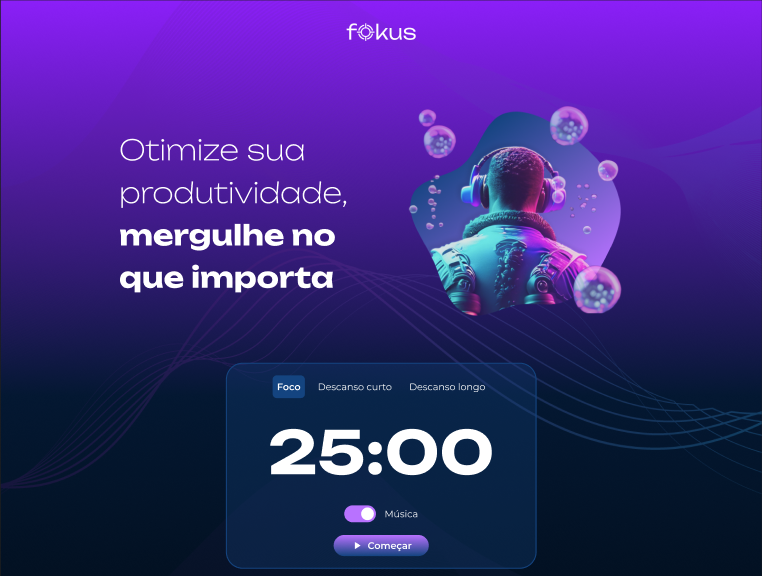 fokus
Otimize sua
produtividade,
mergulhe no
que importa
Foco Descanso curto Descanso longo
25:00
Música
Começar